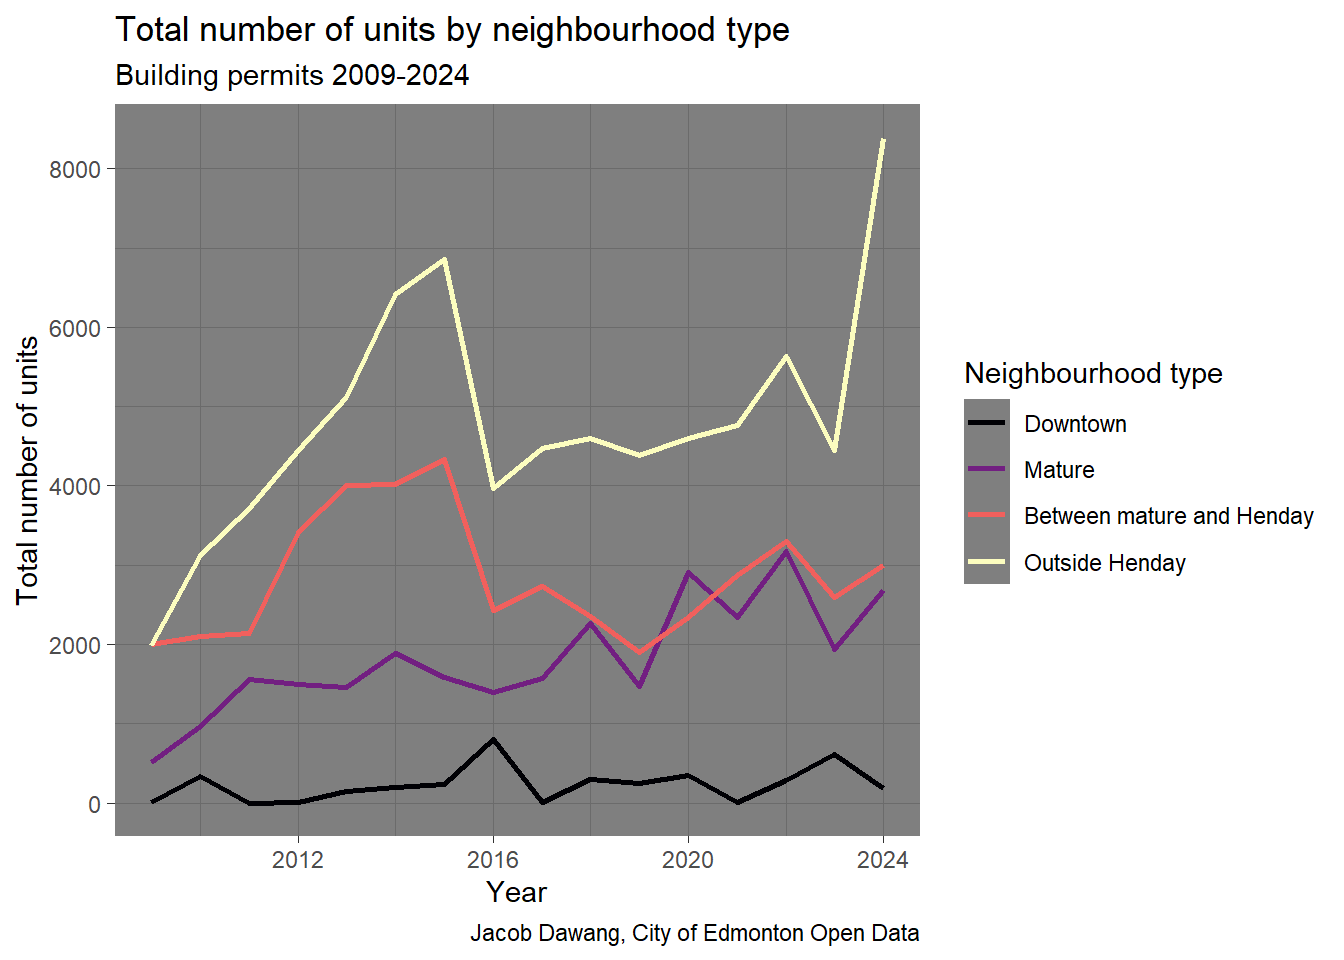 Total number of units by neighbourhood type
Building permits 2009-2024
Total number of units
8000
6000
4000
2000
0
2012
2016
2020
2024
Year
Neighbourhood type
Downtown
Mature
Between mature and Henday
Outside Henday
Jacob Dawang, City of Edmonton Open Data